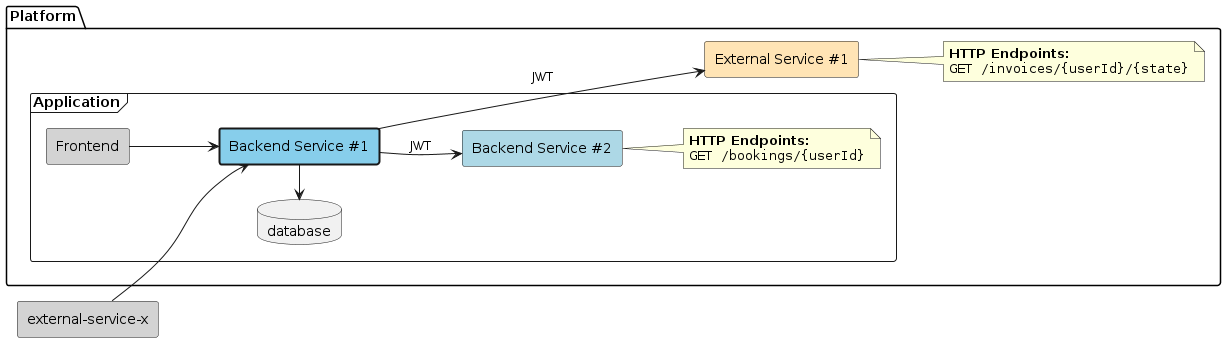 Platform
External Service #1
HTTP Endpoints:
GET /invoices/{userId}/{state}
JWT
Application
Frontend
Backend Service #1
JWT
Backend Service #2
HTTP Endpoints:
GET /bookings/{userId}
database
external-service-x